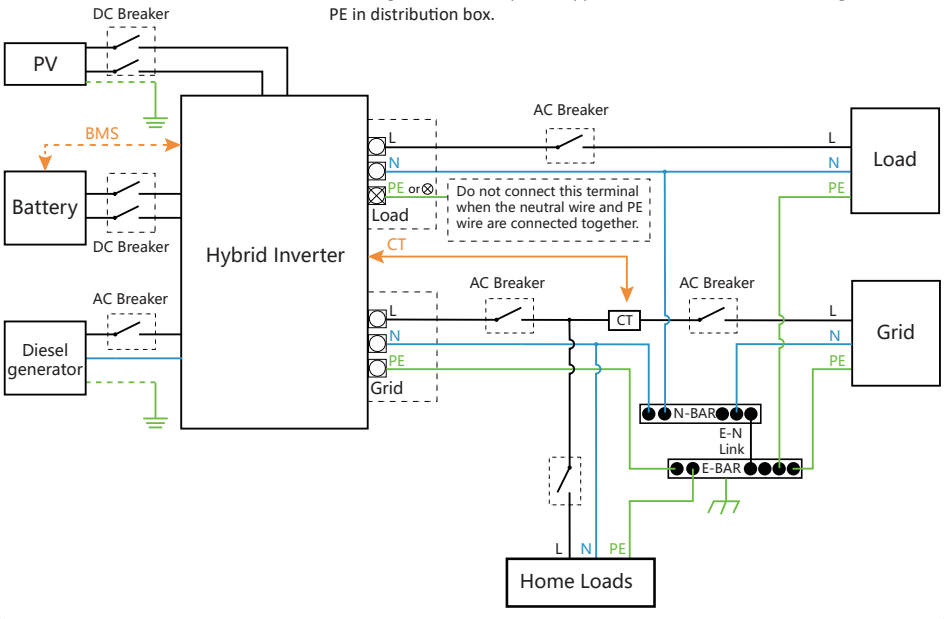 PE in distribution box.
DC Breaker
PV
BMS
Battery
DC Breaker
AC Breaker
Diesel
generator
Hybrid Inverter
L
N
PE or
Load
Do not connect this terminal
when the neutral wire and PE
wire are connected together.
CT
L
N
PE
Grid
AC Breaker
L
N
PE
Load
AC Breaker
CT
AC Breaker
L
N
PE
Grid
N-BAR
E-N
Link
E-BAR
L N PE
Home Loads